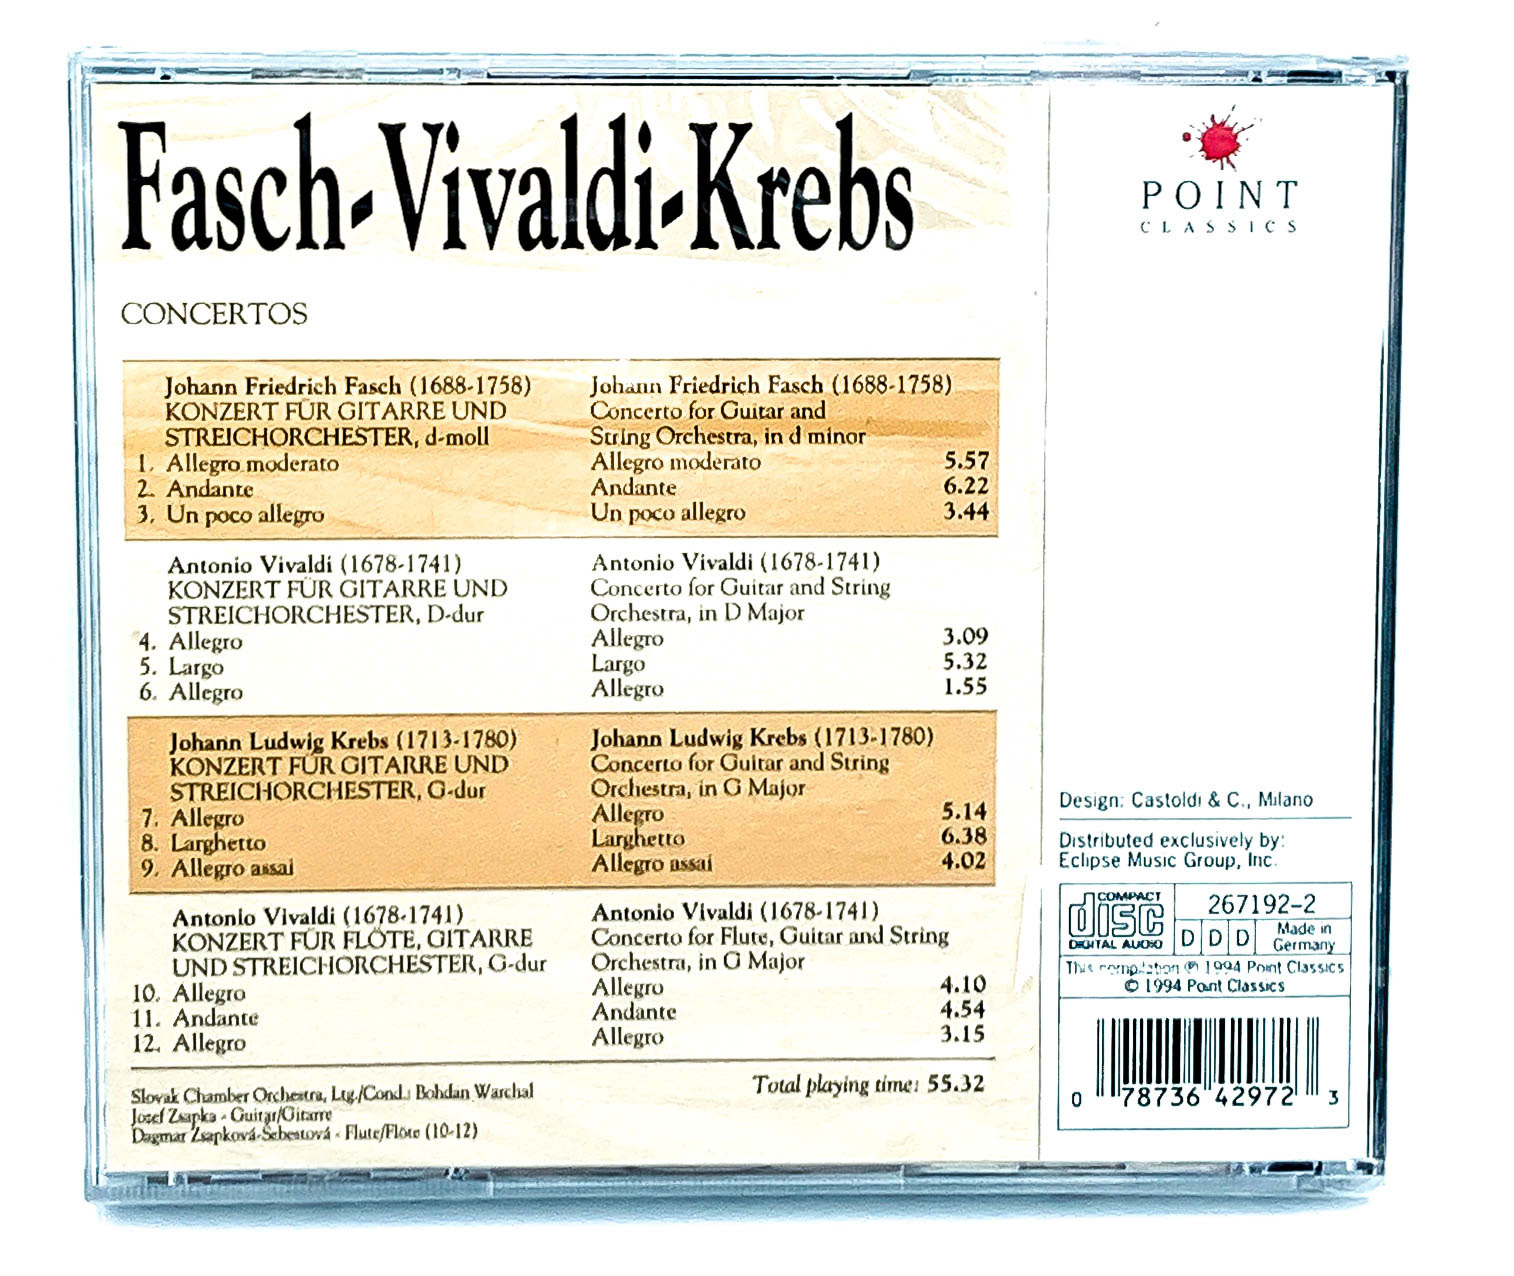 Fasch-Vivaldi-Krebs
CONCERTOS
Johann Friedrich Fasch (1688-1758)
KONZERT FÜR GITARRE UND
STREICHORCHESTER, d-moll
1. Allegro moderato
2. Andante
3. Un poco allegro
Johann Friedrich Fasch (1688-1758)
Concerto for Guitar and
String Orchestra, in d minor
Allegro moderato 5.57
Andante 6.22
Un poco allegro 3.44
Antonio Vivaldi (1678-1741)
KONZERT FÜR GITARRE UND
STREICHORCHESTER, D-dur
4. Allegro
5. Largo
6. Allegro
Antonio Vivaldi (1678-1741)
Concerto for Guitar and String
Orchestra, in D Major
Allegro 3.09
Largo 5.32
Allegro 1.55
Johann Ludwig Krebs (1713-1780)
KONZERT FÜR GITARRE UND
STREICHORCHESTER, G-dur
7. Allegro
8. Larghetto
9. Allegro assai
Johann Ludwig Krebs (1713-1780)
Concerto for Guitar and String
Orchestra, in G Major
Allegro 5.14
Larghetto 6.38
Allegro assai 4.02
Antonio Vivaldi (1678-1741)
KONZERT FÜR FLÖTE, GITARRE
UND STREICHORCHESTER, G-dur
10. Allegro
11. Andante
12. Allegro
Antonio Vivaldi (1678-1741)
Concerto for Flute, Guitar and String
Orchestra, in G Major
Allegro 4.10
Andante 4.54
Allegro 3.15
Total playing time: 55.32
Slovak Chamber Orchestra, Ltg./Cond.: Bohdan Warchal
Jozef Zsapka - Guitar/Gitarre
Dagmar Zsapková-Sebestová - Flute/Flöte (10-12)
POINT
CLASSICS
Design: Castoldi & C., Milano
Distributed exclusively by:
Eclipse Music Group, Inc.
COMPACT
disc
DIGITAL AUDIO
267192-2
D D D
Made in
Germany
This compilation ℗ 1994 Point Classics
© 1994 Point Classics
0 78736 42972 3